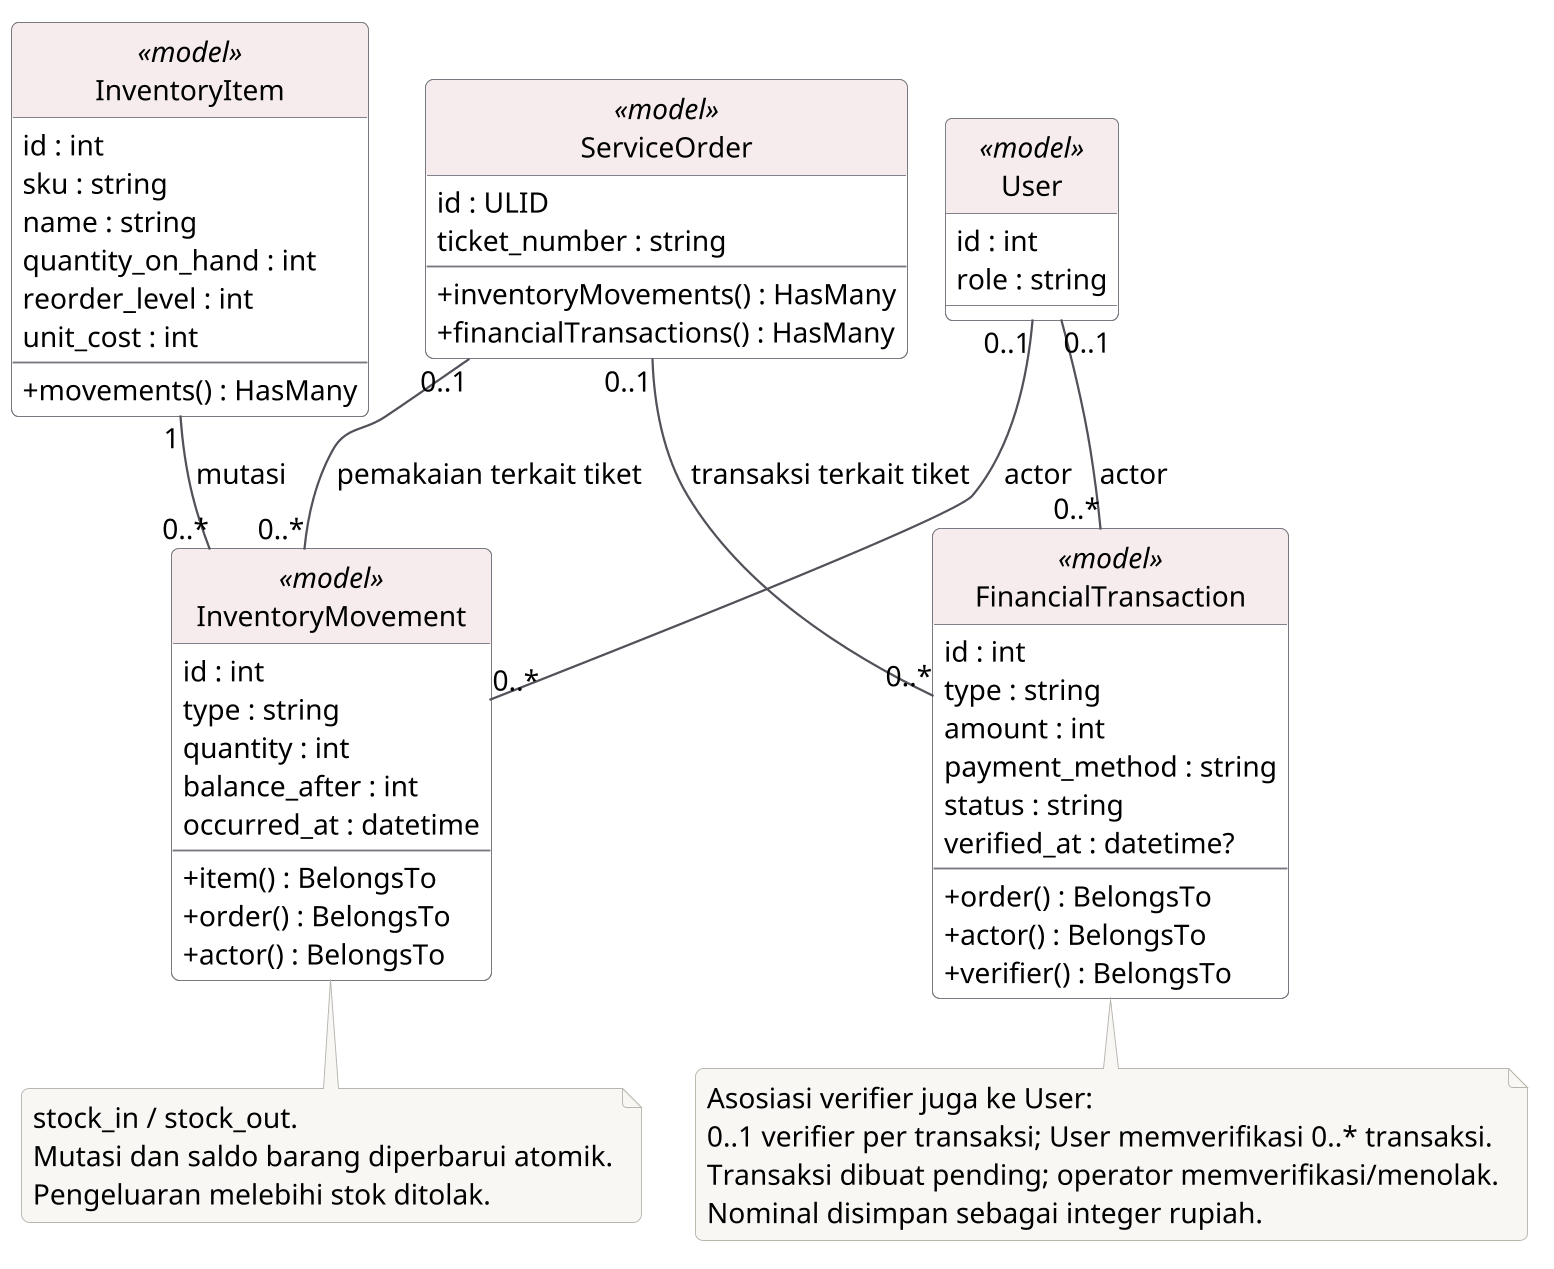 «model»
InventoryItem
id : int
sku : string
name : string
quantity_on_hand : int
reorder_level : int
unit_cost : int
+movements() : HasMany
«model»
ServiceOrder
id : ULID
ticket_number : string
+inventoryMovements() : HasMany
+financialTransactions() : HasMany
«model»
User
id : int
role : string
1
0..1
0..1
0..1
0..1
mutasi
pemakaian terkait tiket
transaksi terkait tiket
actor
actor
0..*
0..*
0..*
0..*
0..*
«model»
InventoryMovement
id : int
type : string
quantity : int
balance_after : int
occurred_at : datetime
+item() : BelongsTo
+order() : BelongsTo
+actor() : BelongsTo
«model»
FinancialTransaction
id : int
type : string
amount : int
payment_method : string
status : string
verified_at : datetime?
+order() : BelongsTo
+actor() : BelongsTo
+verifier() : BelongsTo
stock_in / stock_out.
Mutasi dan saldo barang diperbarui atomik.
Pengeluaran melebihi stok ditolak.
Asosiasi verifier juga ke User:
0..1 verifier per transaksi; User memverifikasi 0..* transaksi.
Transaksi dibuat pending; operator memverifikasi/menolak.
Nominal disimpan sebagai integer rupiah.